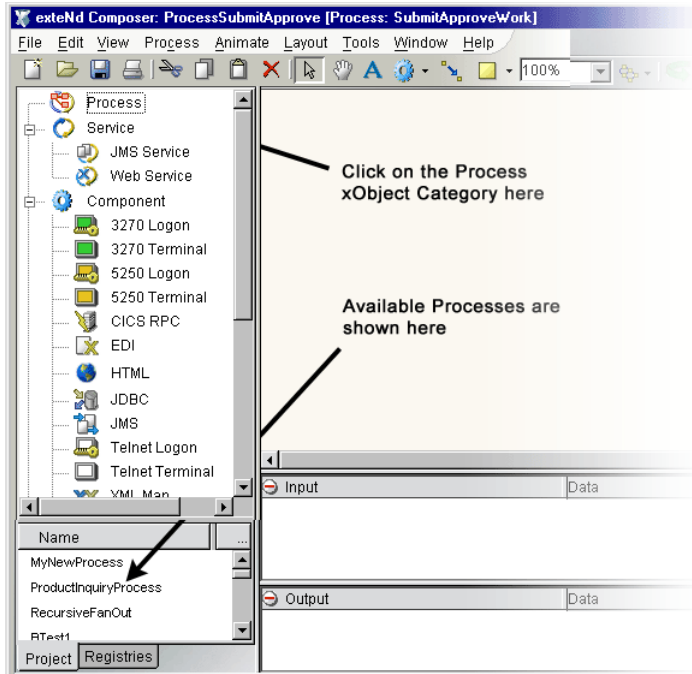 exteNd Composer: ProcessSubmitApprove [Process: SubmitApproveWork]
File Edit View Process Animate Layout Tools Window Help
A 100%
Process
Service
JMS Service
Web Service
Component
3270 Logon
3270 Terminal
5250 Logon
5250 Terminal
CICS RPC
EDI
HTML
JDBC
JMS
Telnet Logon
Telnet Terminal
XML Map
Click on the Process
xObject Category here
Available Processes are
shown here
Input Data
Name ...
MyNewProcess
ProductInquiryProcess
RecursiveFanOut
BTest1
Output Data
Project Registries